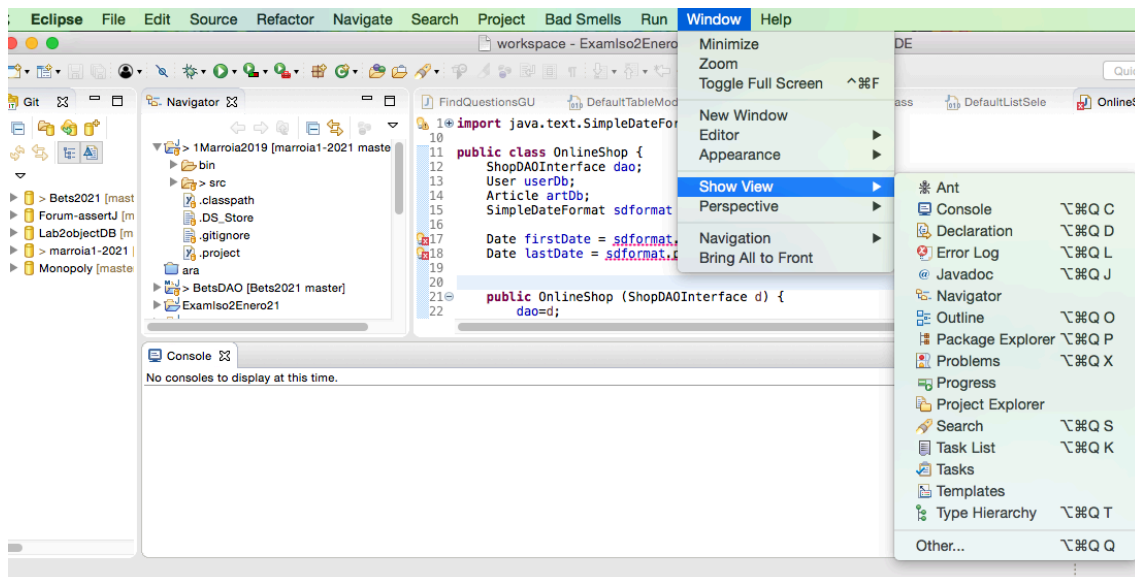 Eclipse File Edit Source Refactor Navigate Search Project Bad Smells Run Window Help
workspace - ExamIso2Enero
DE
Minimize
Zoom
Toggle Full Screen ^⌘F
New Window
Editor
Appearance
Show View
Perspective
Navigation
Bring All to Front
Git
> Bets2021 [mast
Forum-assertJ [m
Lab2objectDB [m
> marroia1-2021 [
Monopoly [maste
Navigator
> 1Marroia2019 [marroia1-2021 maste
bin
> src
.classpath
.DS_Store
.gitignore
.project
ara
> BetsDAO [Bets2021 master]
ExamIso2Enero21
FindQuestionsGU DefaultTableMod ass DefaultListSele OnlineS
1 import java.text.SimpleDateFor
10
11 public class OnlineShop {
12 ShopDAOInterface dao;
13 User userDb;
14 Article artDb;
15 SimpleDateFormat sdformat
16
17 Date firstDate = sdformat.
18 Date lastDate = sdformat.p
19
20
21 public OnlineShop (ShopDAOInterface d) {
22 dao=d;
Console
No consoles to display at this time.
Quic
Ant
Console ⌥⌘Q C
Declaration ⌥⌘Q D
Error Log ⌥⌘Q L
Javadoc ⌥⌘Q J
Navigator
Outline ⌥⌘Q O
Package Explorer ⌥⌘Q P
Problems ⌥⌘Q X
Progress
Project Explorer
Search ⌥⌘Q S
Task List ⌥⌘Q K
Tasks
Templates
Type Hierarchy ⌥⌘Q T
Other... ⌥⌘Q Q